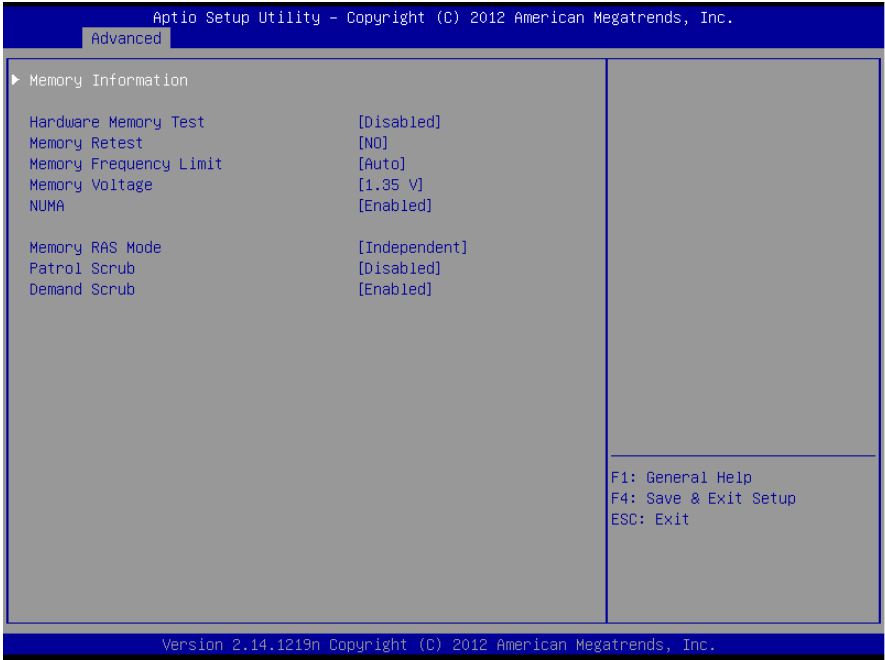 Aptio Setup Utility – Copyright (C) 2012 American Megatrends, Inc.
Advanced
Memory Information
Hardware Memory Test [Disabled]
Memory Retest [NO]
Memory Frequency Limit [Auto]
Memory Voltage [1.35 V]
NUMA [Enabled]
Memory RAS Mode [Independent]
Patrol Scrub [Disabled]
Demand Scrub [Enabled]
F1: General Help
F4: Save & Exit Setup
ESC: Exit
Version 2.14.1219n Copyright (C) 2012 American Megatrends, Inc.